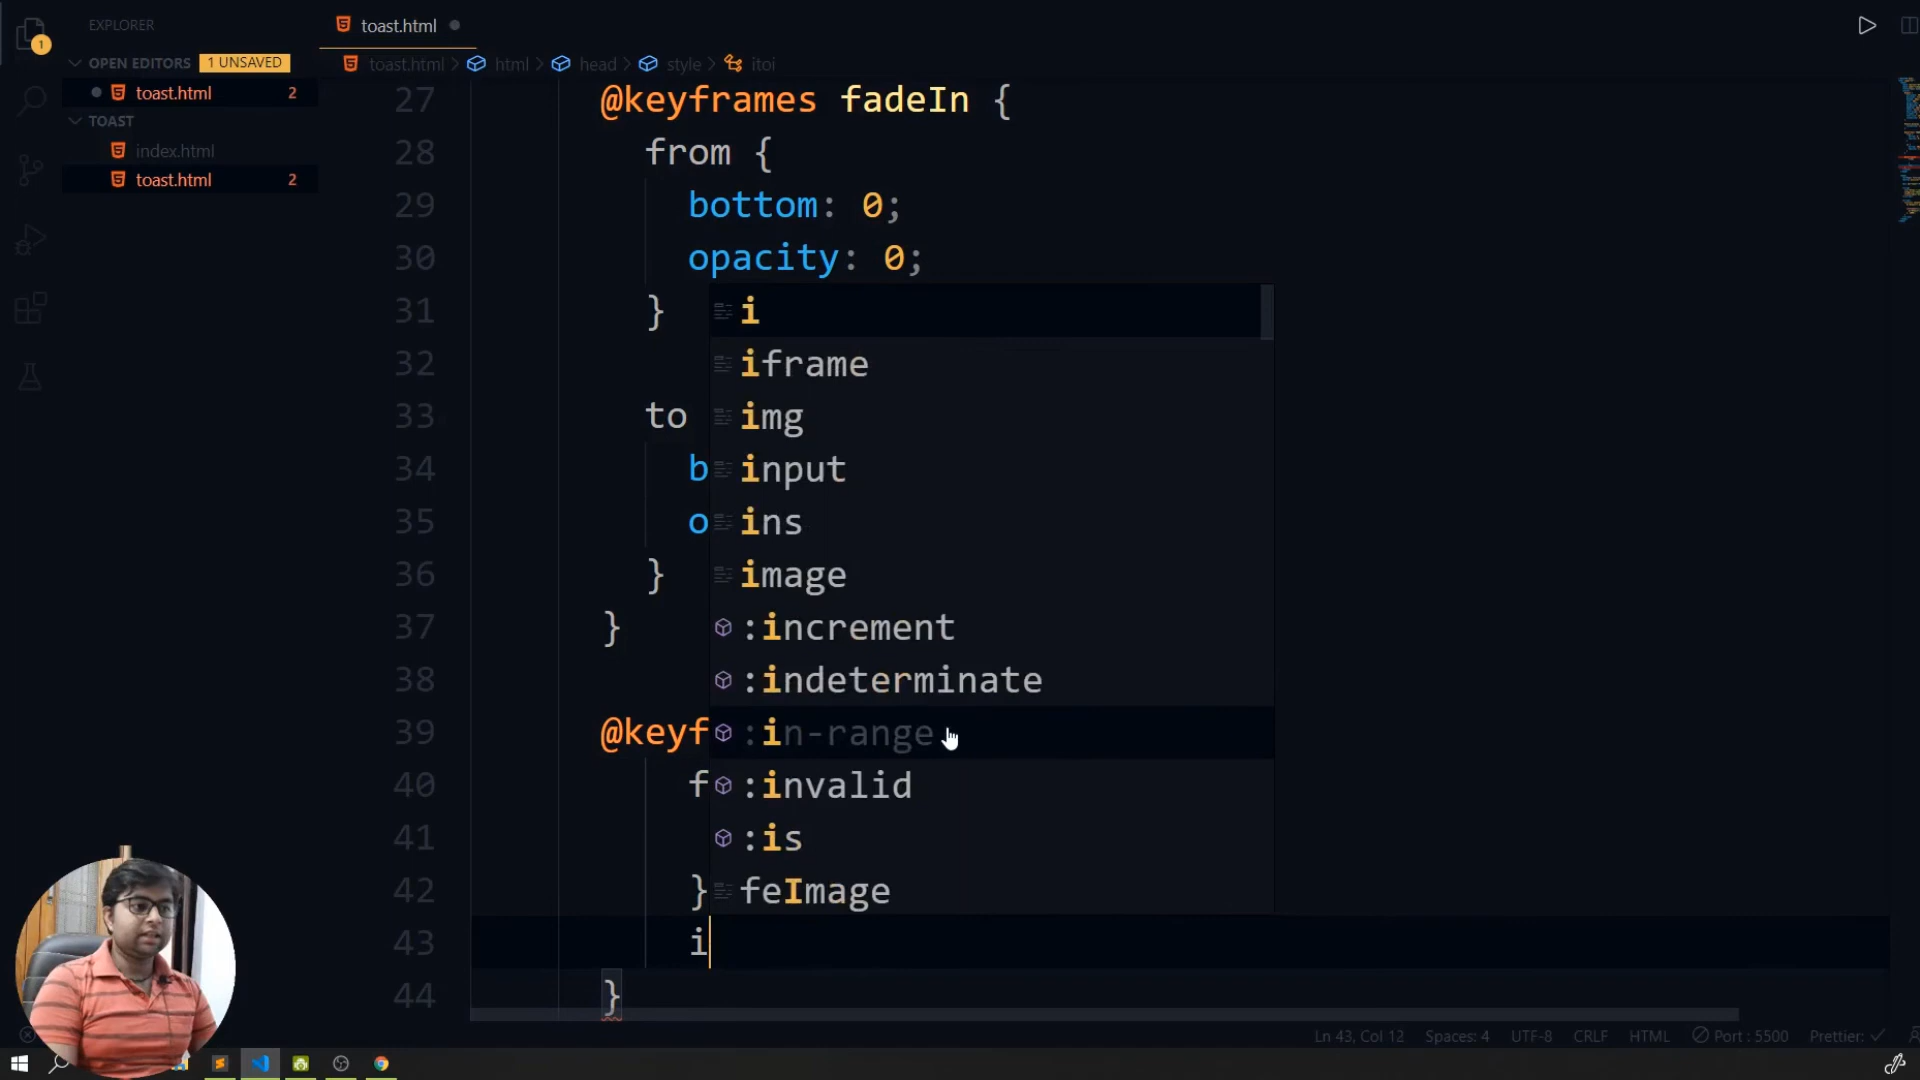 EXPLORER
toast.html
1
OPEN EDITORS 1 UNSAVED
toast.html > html > head > style > itoi
toast.html 2
TOAST
index.html
toast.html 2
27 @keyframes fadeIn {
28 from {
29 bottom: 0;
30 opacity: 0;
31 }
32
33 to
34 b
35 o
36 }
37 }
38
39 @keyf
40 f
41
42 }
43 i
44 }
i
iframe
img
input
ins
image
:increment
:indeterminate
:in-range
:invalid
:is
feImage
Ln 43, Col 12 Spaces: 4 UTF-8 CRLF HTML Port : 5500 Prettier: